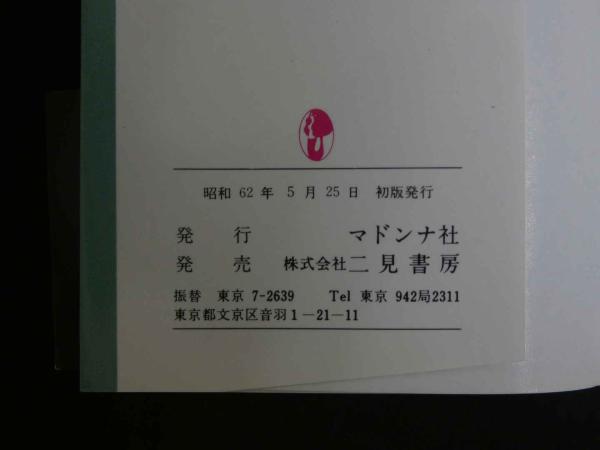 昭和 62 年 5 月 25 日 初版発行
発 行 マドンナ社
発 売 株式会社 二見書房
振替 東京 7-2639 Tel 東京 942局2311
東京都文京区音羽1－21－11